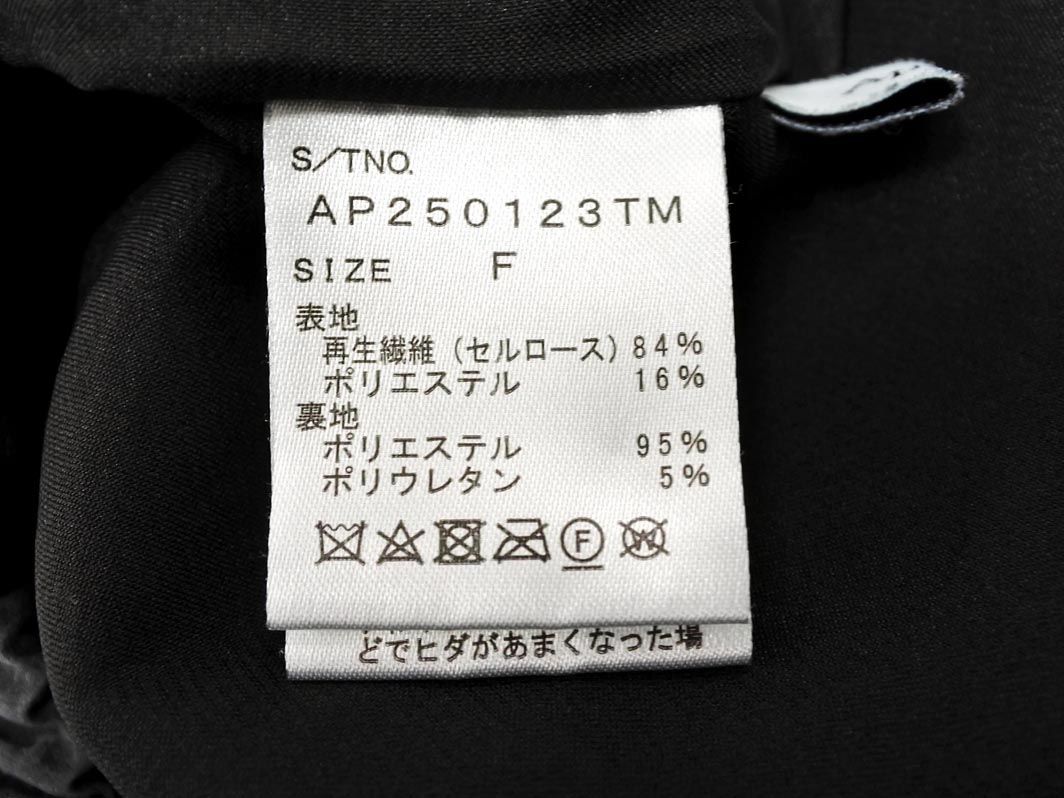 S/TNO.
AP250123TM
SIZE F
表地
再生繊維（セルロース）84%
ポリエステル 16%
裏地
ポリエステル 95%
ポリウレタン 5%
F W
どでヒダがあまくなった場